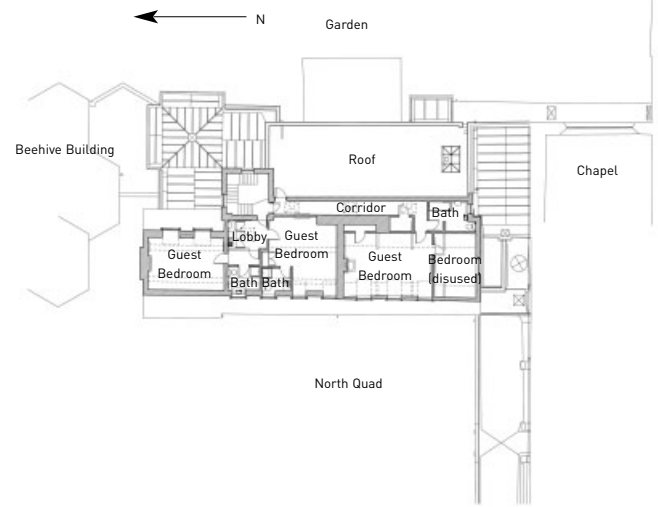 N
Garden
Beehive Building
Roof
Chapel
Corridor
Bath
Lobby
Guest
Bedroom
Guest
Bedroom
Guest
Bedroom
Bedroom
(disused)
Bath
Bath
North Quad